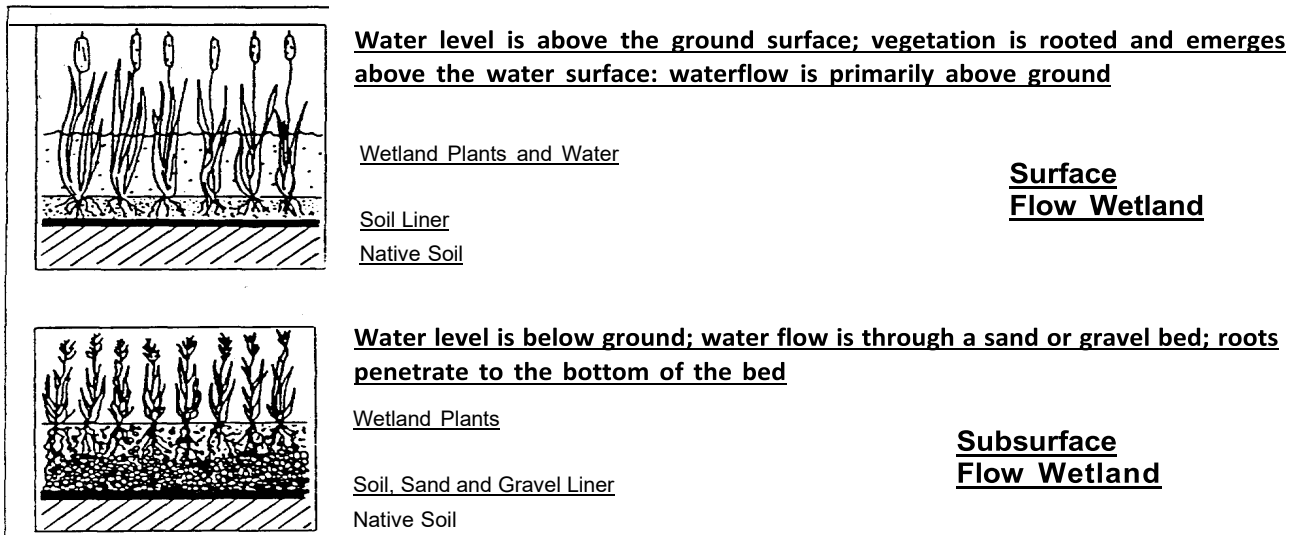 Water level is above the ground surface; vegetation is rooted and emerges
above the water surface: waterflow is primarily above ground
Wetland Plants and Water
Surface
Flow Wetland
Soil Liner
Native Soil
Water level is below ground; water flow is through a sand or gravel bed; roots
penetrate to the bottom of the bed
Wetland Plants
Subsurface
Flow Wetland
Soil, Sand and Gravel Liner
Native Soil